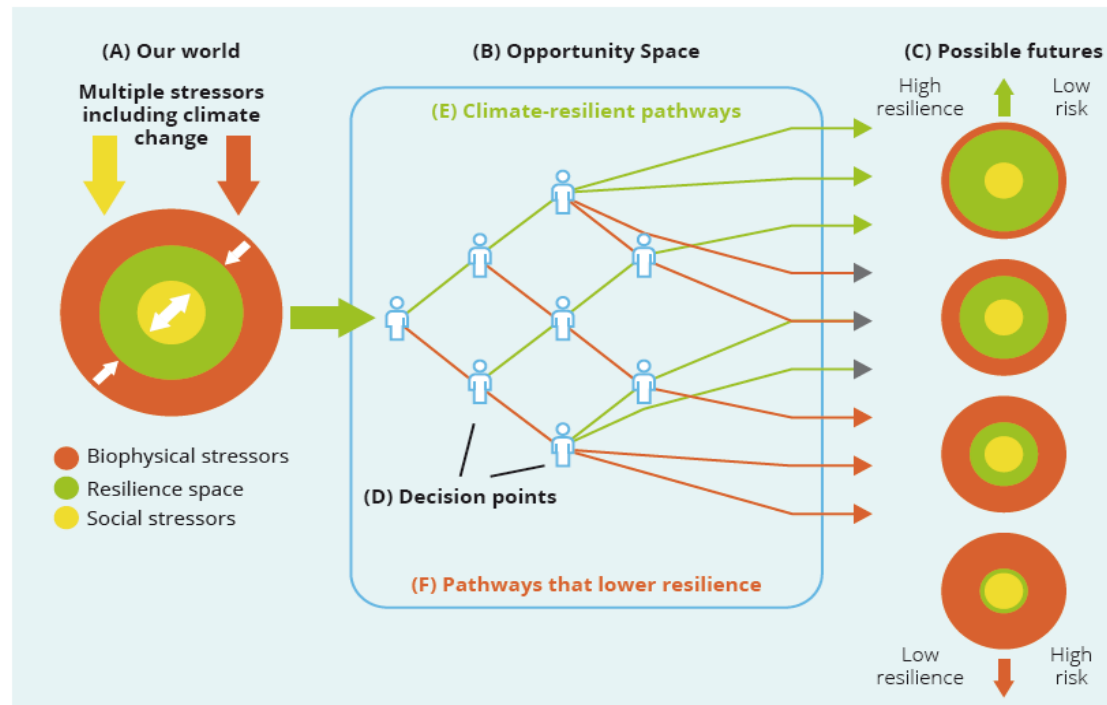 (A) Our world
Multiple stressors
including climate
change
Biophysical stressors
Resilience space
Social stressors
(B) Opportunity Space
(E) Climate-resilient pathways
(D) Decision points
(F) Pathways that lower resilience
(C) Possible futures
High
resilience
Low
risk
Low
resilience
High
risk